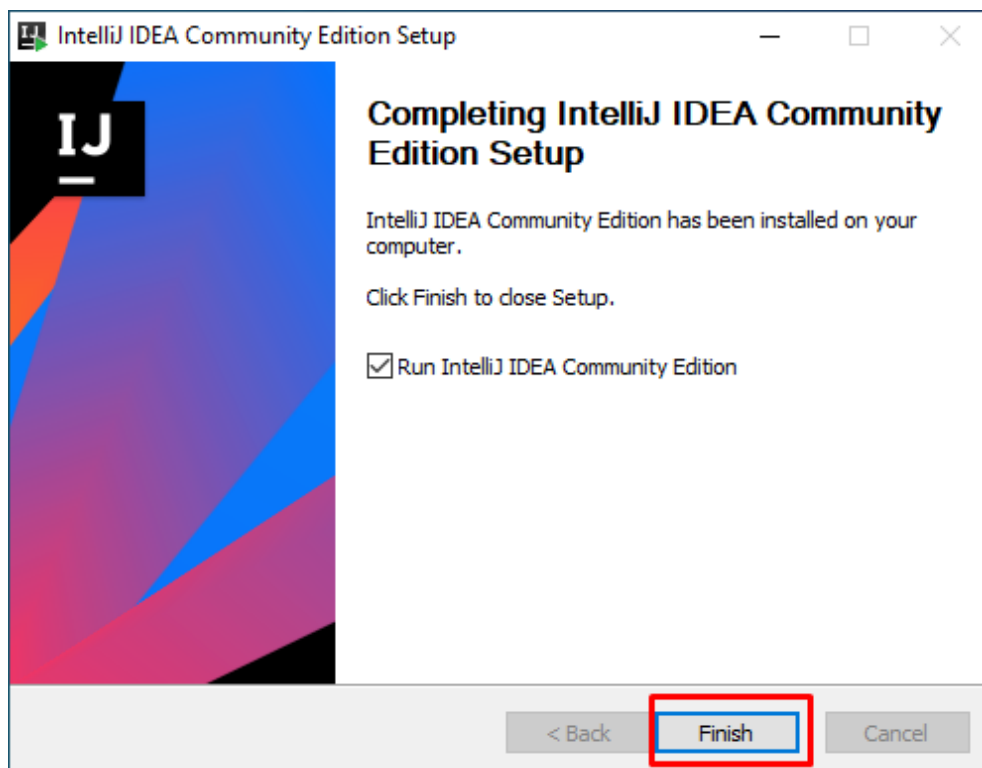 IntelliJ IDEA Community Edition Setup
IJ
Completing IntelliJ IDEA Community
Edition Setup
IntelliJ IDEA Community Edition has been installed on your
computer.
Click Finish to close Setup.
Run IntelliJ IDEA Community Edition
< Back
Finish
Cancel